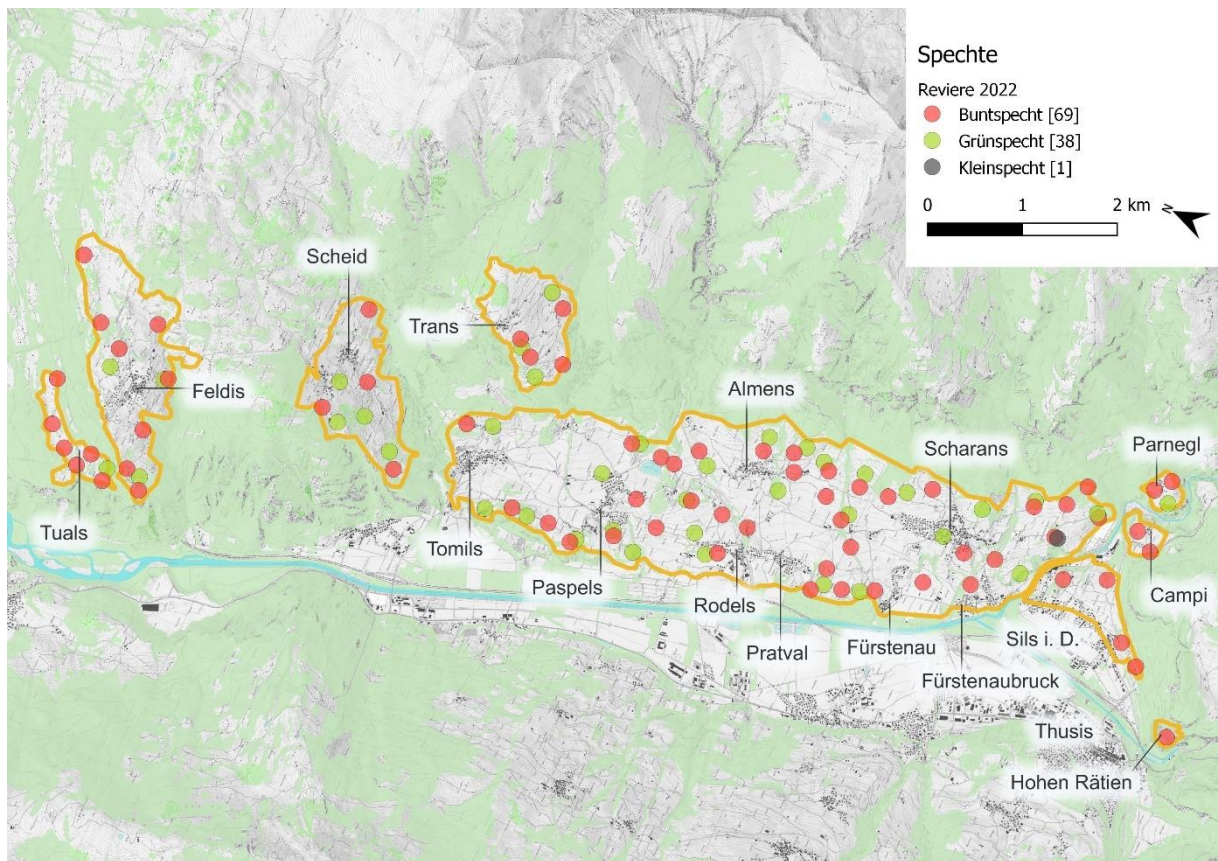 Spechte
Reviere 2022
Buntspecht [69]
Grünspecht [38]
Kleinspecht [1]
0 1 2 km
N
Scheid
Trans
Feldis
Almens
Scharans
Parnegl
Tuals
Tomils
Paspels
Rodels
Pratval
Fürstenau
Sils i. D.
Campi
Fürstenaubruck
Thusis
Hohen Rätien